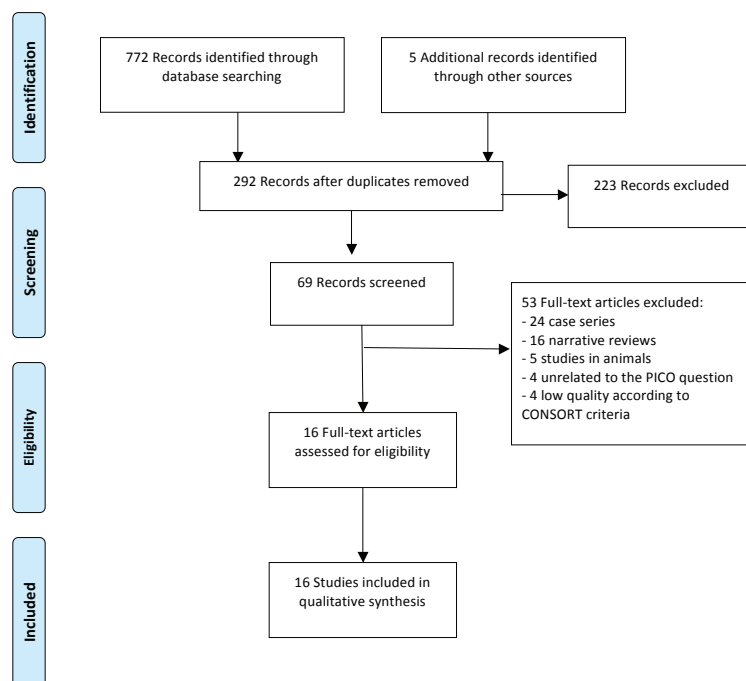 Identification
772 Records identified through
database searching
5 Additional records identified
through other sources
292 Records after duplicates removed
223 Records excluded
Screening
69 Records screened
53 Full-text articles excluded:
- 24 case series
- 16 narrative reviews
- 5 studies in animals
- 4 unrelated to the PICO question
- 4 low quality according to
CONSORT criteria
Eligibility
16 Full-text articles
assessed for eligibility
Included
16 Studies included in
qualitative synthesis